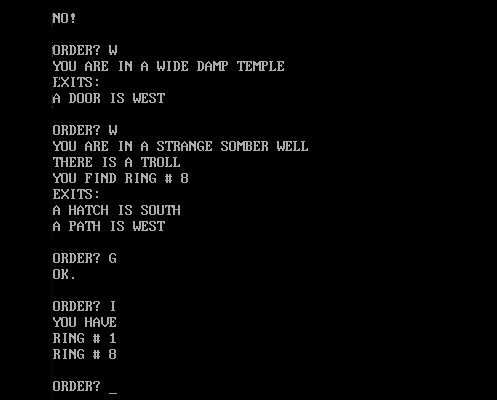 NO!
ORDER? W
YOU ARE IN A WIDE DAMP TEMPLE
EXITS:
A DOOR IS WEST
ORDER? W
YOU ARE IN A STRANGE SOMBER WELL
THERE IS A TROLL
YOU FIND RING # 8
EXITS:
A HATCH IS SOUTH
A PATH IS WEST
ORDER? G
OK.
ORDER? I
YOU HAVE
RING # 1
RING # 8
ORDER? _